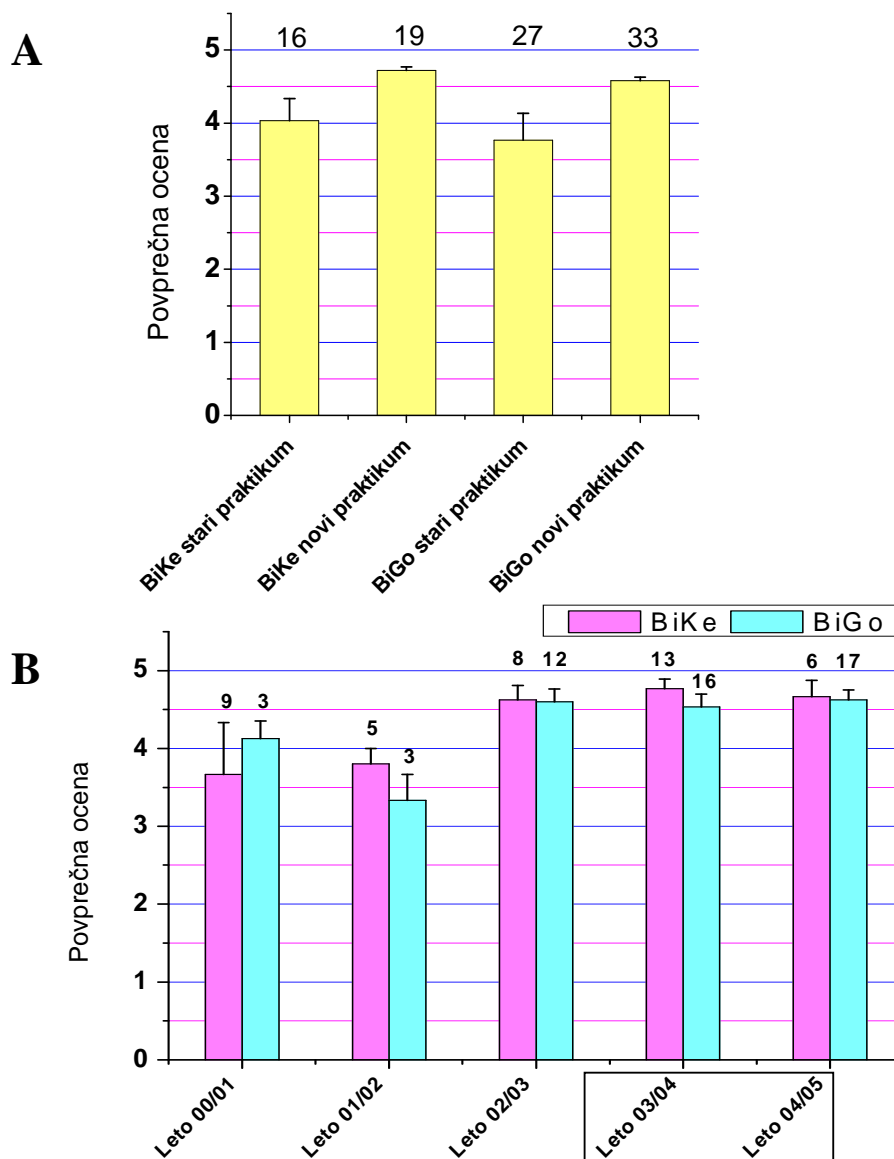 A
16 19 27 33
5
4
3
2
1
0
Povprečna ocena
BiKe stari praktikum
BiKe novi praktikum
BiGo stari praktikum
BiGo novi praktikum
B
BiKe BiGo
9 3 5 3 8 12 13 16 6 17
5
4
3
2
1
0
Povprečna ocena
Leto 00/01
Leto 01/02
Leto 02/03
Leto 03/04
Leto 04/05